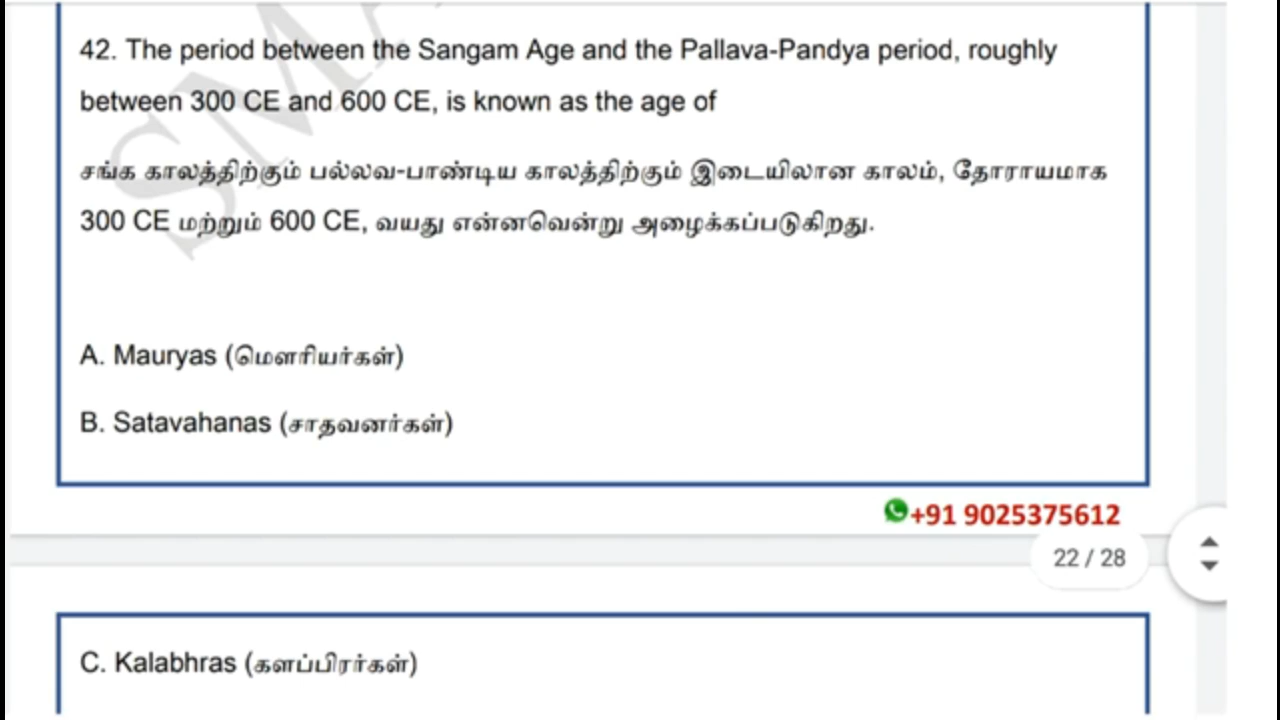 42. The period between the Sangam Age and the Pallava-Pandya period, roughly
between 300 CE and 600 CE, is known as the age of
சங்க காலத்திற்கும் பல்லவ-பாண்டிய காலத்திற்கும் இடையிலான காலம், தோராயமாக
300 CE மற்றும் 600 CE, வயது என்னவென்று அழைக்கப்படுகிறது.
A. Mauryas (மௌரியர்கள்)
B. Satavahanas (சாதவனர்கள்)
+91 9025375612
22 / 28
C. Kalabhras (களப்பிரர்கள்)